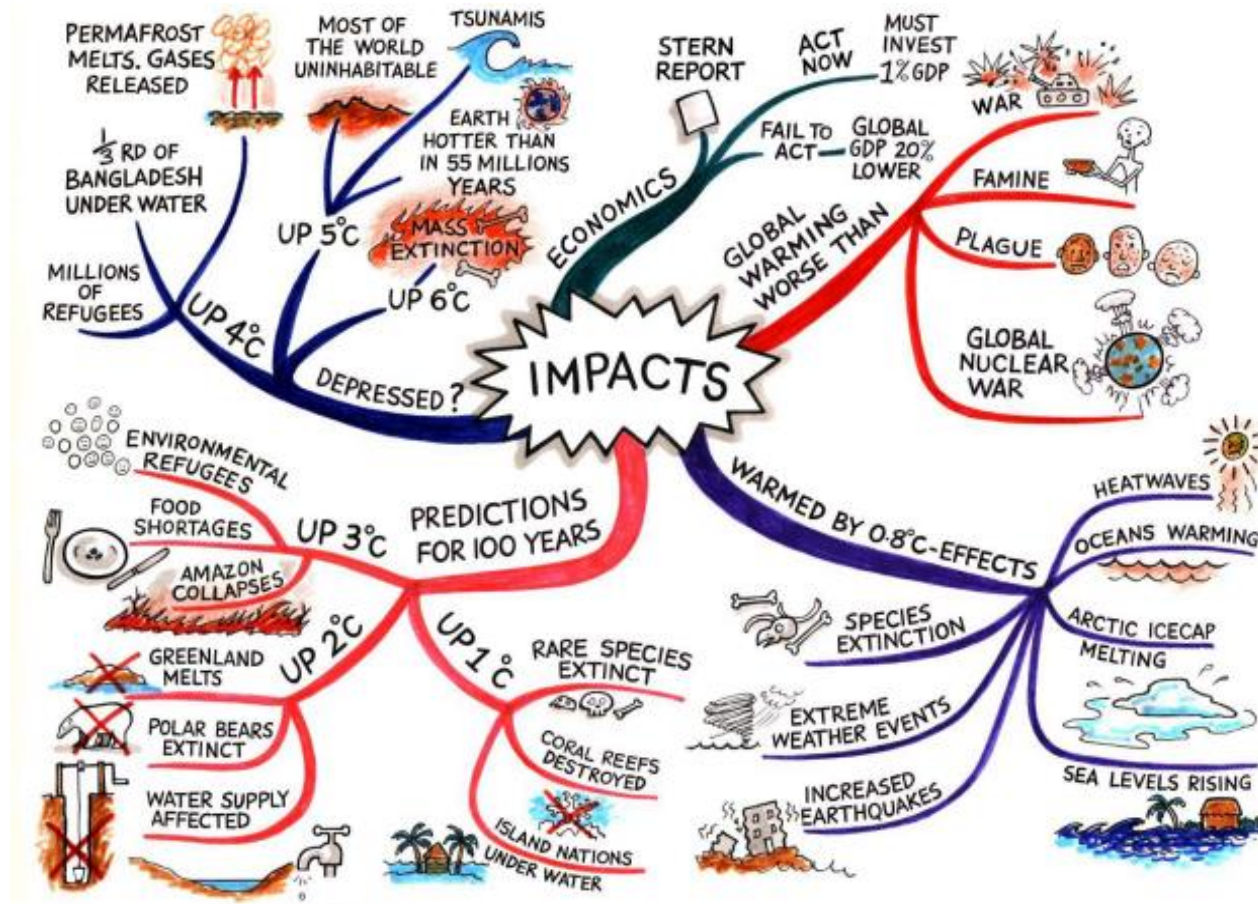 IMPACTS
ECONOMICS
STERN
REPORT
ACT
NOW
MUST
INVEST
1% GDP
FAIL TO
ACT
GLOBAL
GDP 20%
LOWER
GLOBAL
WARMING
WORSE THAN
WAR
FAMINE
PLAGUE
GLOBAL
NUCLEAR
WAR
WARMED BY 0.8°C-EFFECTS
HEATWAVES
OCEANS WARMING
ARCTIC ICECAP
MELTING
SEA LEVELS RISING
SPECIES
EXTINCTION
EXTREME
WEATHER EVENTS
INCREASED
EARTHQUAKES
PREDICTIONS
FOR 100 YEARS
UP 1°C
RARE SPECIES
EXTINCT
CORAL REEFS
DESTROYED
ISLAND NATIONS
UNDER WATER
UP 2°C
GREENLAND
MELTS
POLAR BEARS
EXTINCT
WATER SUPPLY
AFFECTED
UP 3°C
ENVIRONMENTAL
REFUGEES
FOOD
SHORTAGES
AMAZON
COLLAPSES
DEPRESSED?
UP 4°C
MILLIONS
OF
REFUGEES
1/3 RD OF
BANGLADESH
UNDER WATER
PERMAFROST
MELTS. GASES
RELEASED
UP 5°C
MOST OF
THE WORLD
UNINHABITABLE
TSUNAMIS
EARTH
HOTTER THAN
IN 55 MILLIONS
YEARS
UP 6°C
MASS
EXTINCTION